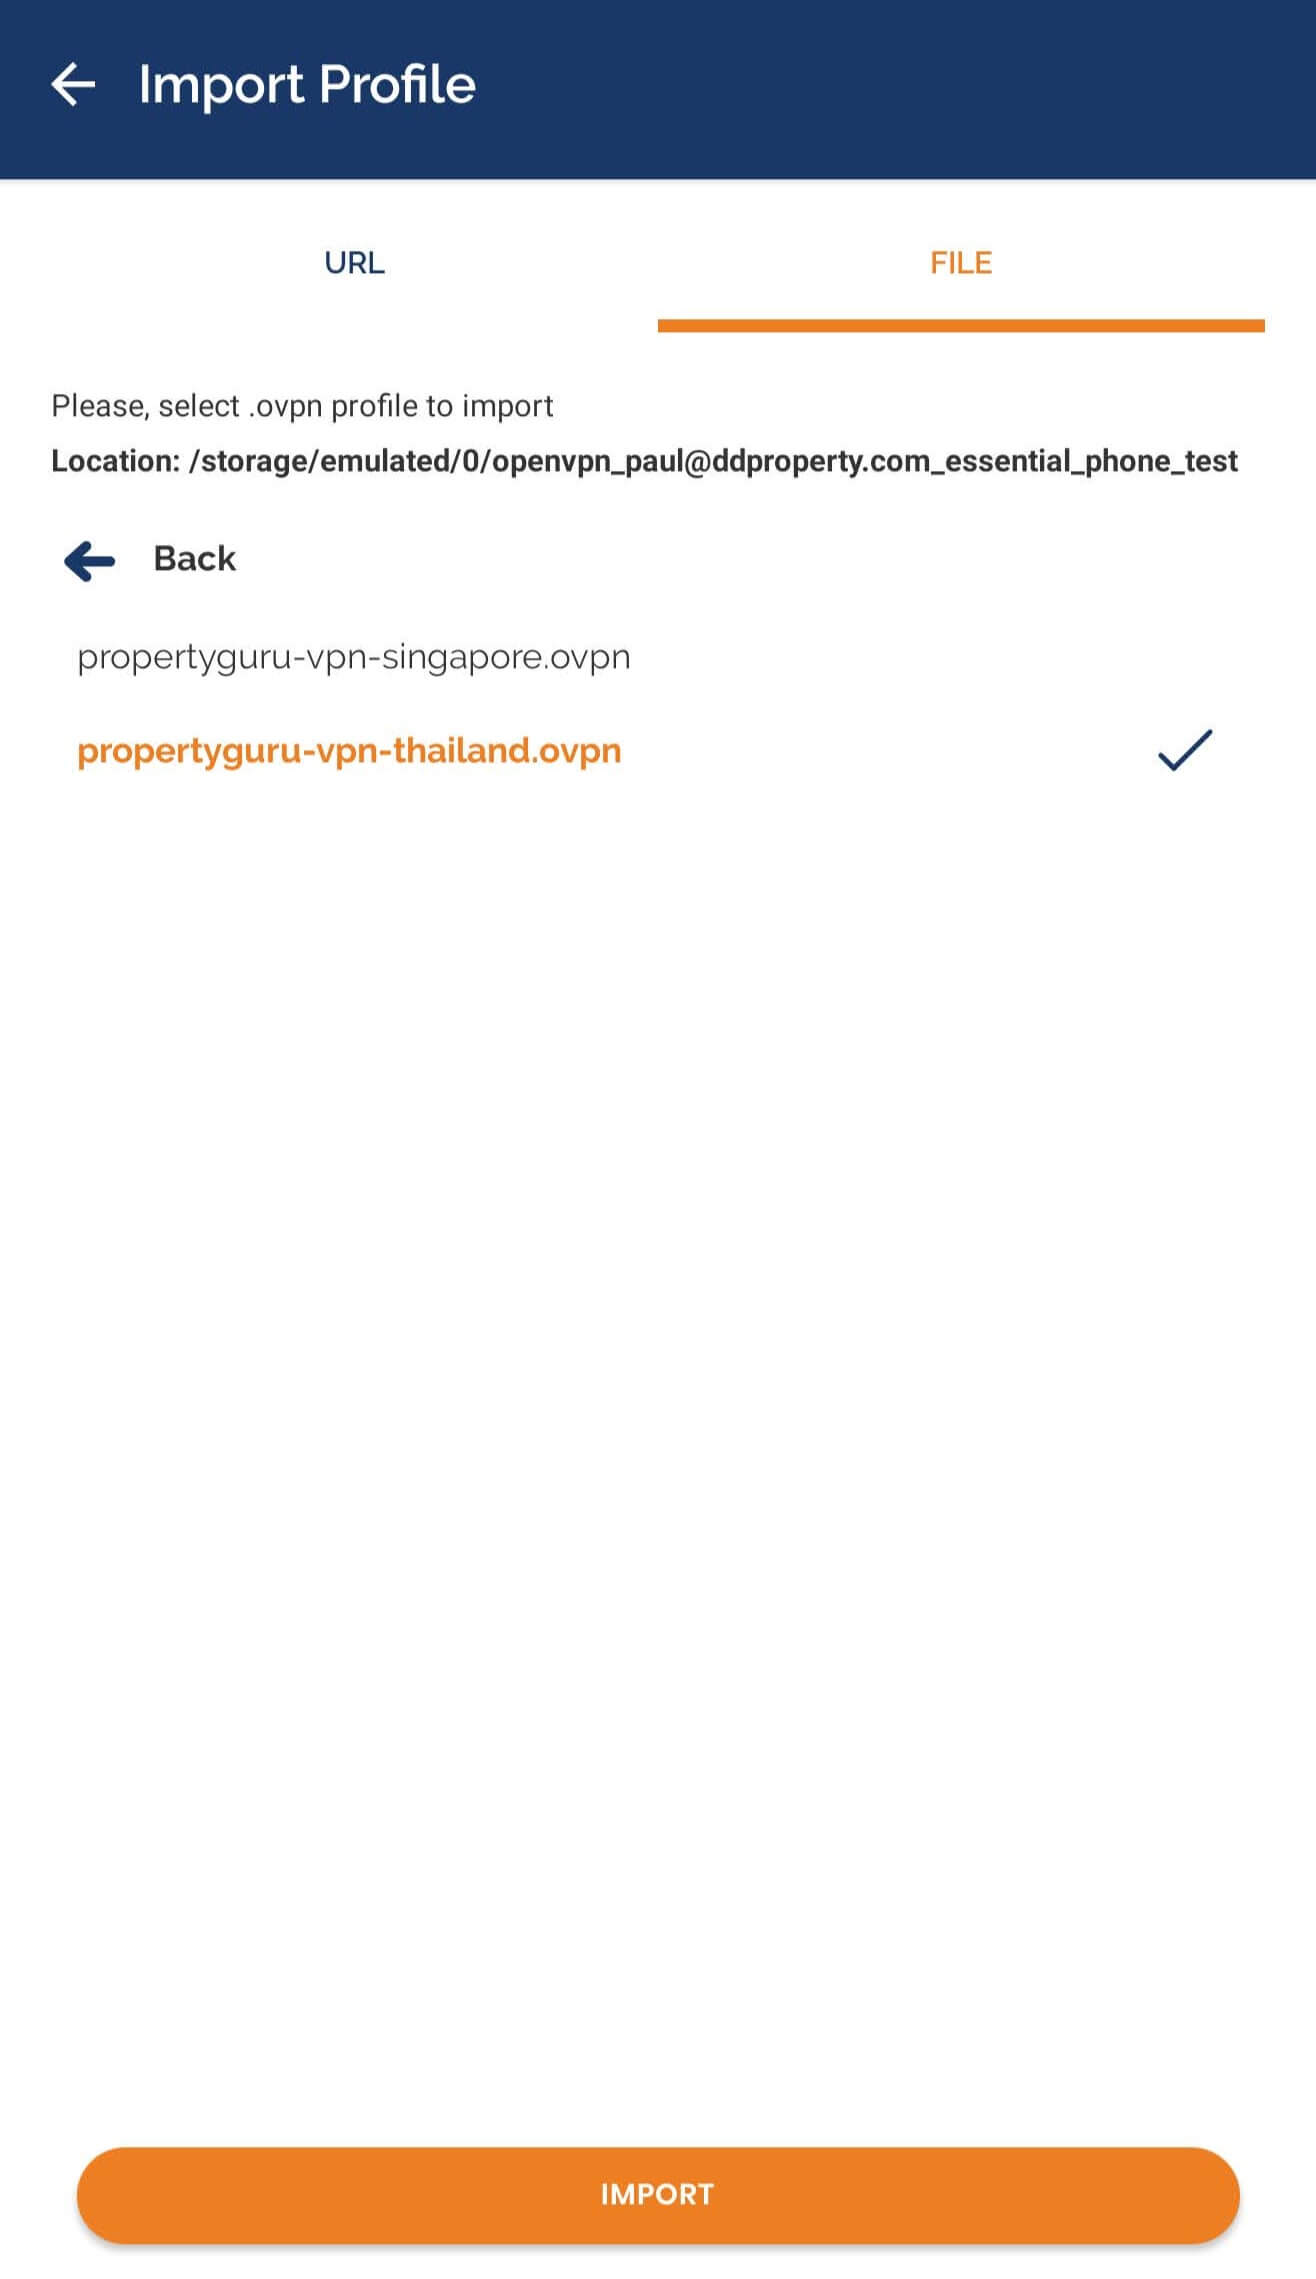 Import Profile
URL
FILE
Please, select .ovpn profile to import
Location: /storage/emulated/0/openvpn_paul@ddproperty.com_essential_phone_test
Back
propertyguru-vpn-singapore.ovpn
propertyguru-vpn-thailand.ovpn
IMPORT